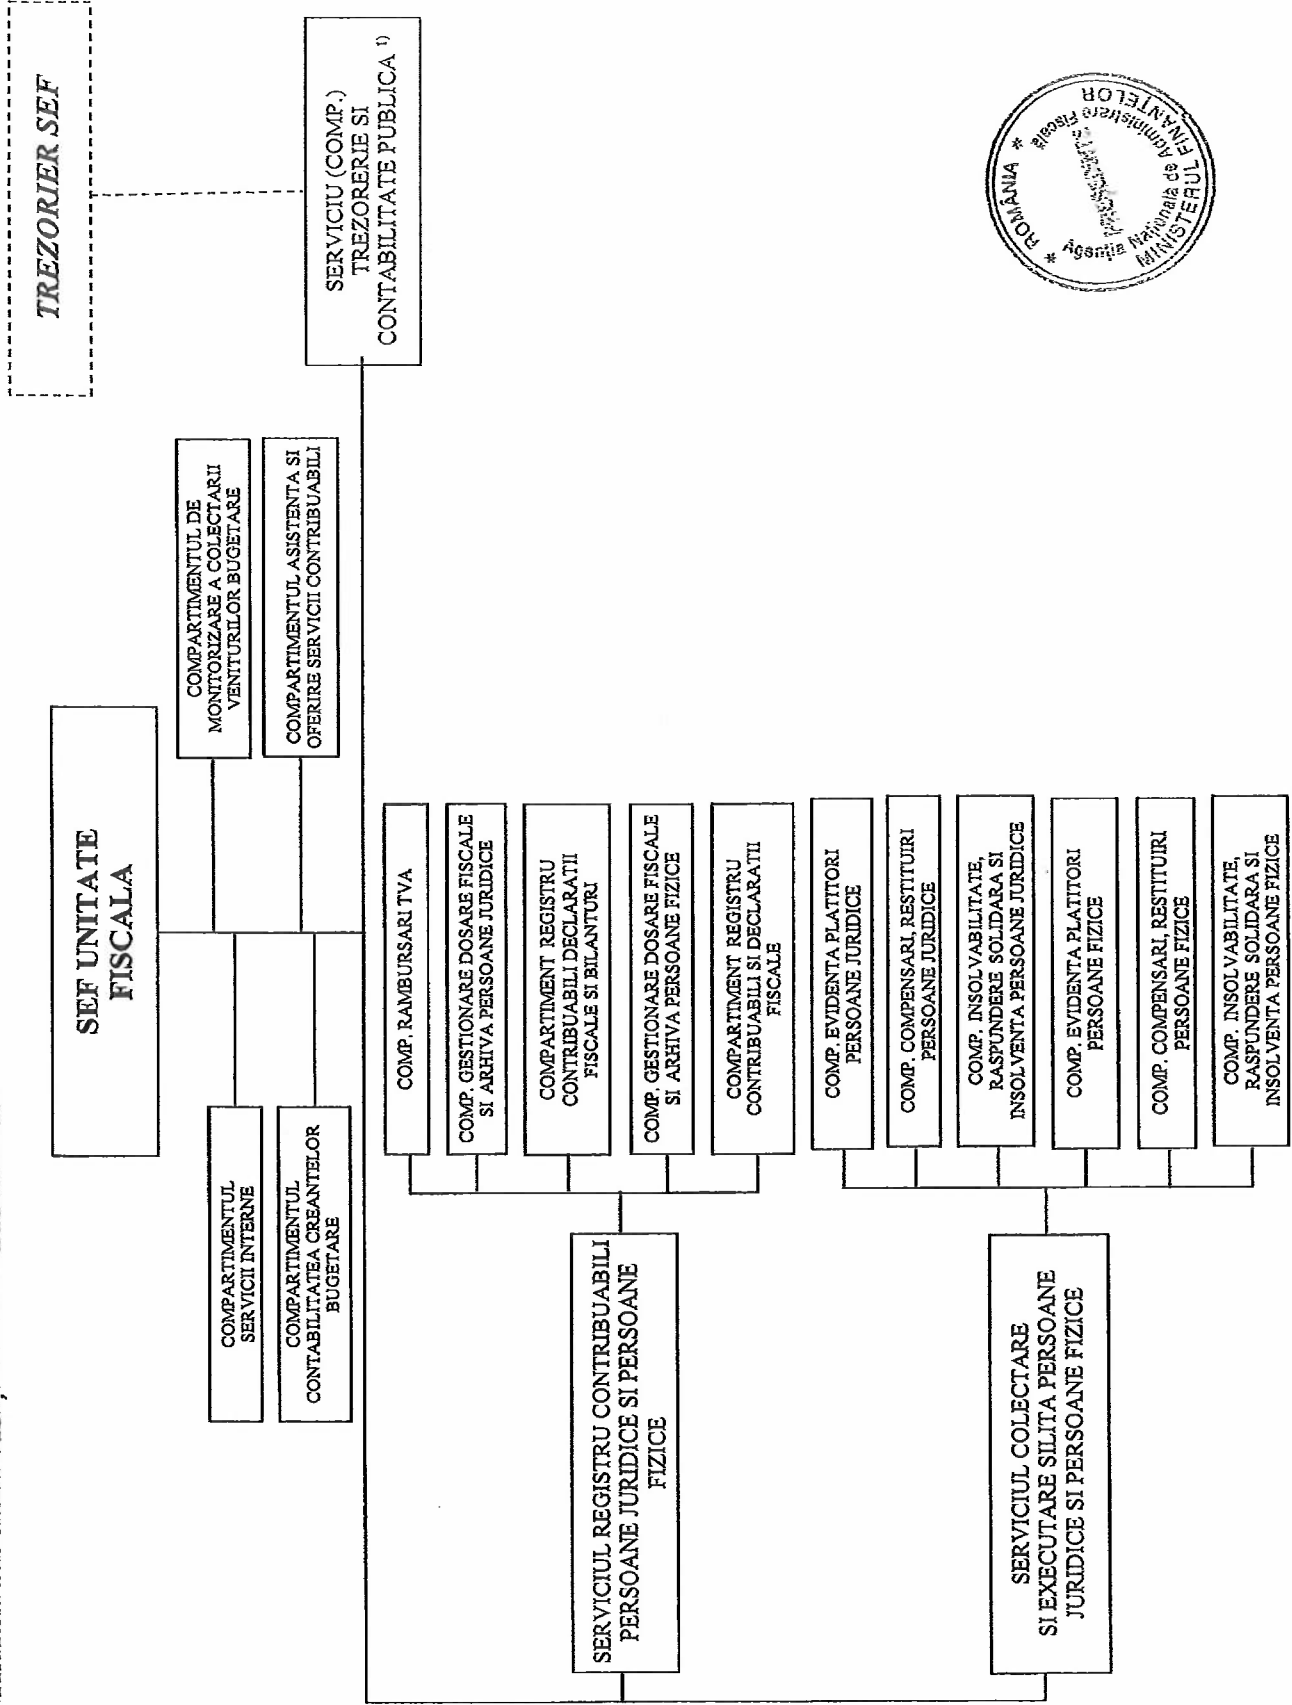 TREZORIER SEF
SEF UNITATE
FISCALA
COMPARTIMENTUL
SERVICII INTERNE
COMPARTIMENTUL
CONTABILITATEA CREANTELOR
BUGETARE
COMPARTIMENTUL DE
MONITORIZARE A COLECTARII
VENITURILOR BUGETARE
COMPARTIMENTUL ASISTENTA SI
OFERIRE SERVICII CONTRIBUABILI
SERVICIU (COMP.)
TREZORERIE SI
CONTABILITATE PUBLICA 1)
SERVICIUL REGISTRU CONTRIBUABILI
PERSOANE JURIDICE SI PERSOANE
FIZICE
COMP. RAMBURSARI TVA
COMP. GESTIONARE DOSARE FISCALE
SI ARHIVA PERSOANE JURIDICE
COMPARTIMENT REGISTRU
CONTRIBUABILI DECLARATII
FISCALE SI BILANTURI
COMP. GESTIONARE DOSARE FISCALE
SI ARHIVA PERSOANE FIZICE
COMPARTIMENT REGISTRU
CONTRIBUABILI SI DECLARATII
FISCALE
SERVICIUL COLECTARE
SI EXECUTARE SILITA PERSOANE
JURIDICE SI PERSOANE FIZICE
COMP. EVIDENTA PLATITORI
PERSOANE JURIDICE
COMP. COMPENSARI, RESTITUIRI
PERSOANE JURIDICE
COMP. INSOLVABILITATE,
RASPUNDERE SOLIDARA SI
INSOLVENTA PERSOANE JURIDICE
COMP. EVIDENTA PLATITORI
PERSOANE FIZICE
COMP. COMPENSARI, RESTITUIRI
PERSOANE FIZICE
COMP. INSOLVABILITATE,
RASPUNDERE SOLIDARA SI
INSOLVENTA PERSOANE FIZICE
* ROMÂNIA *
MINISTERUL FINANȚELOR
Agenția Națională de Administrare Fiscală